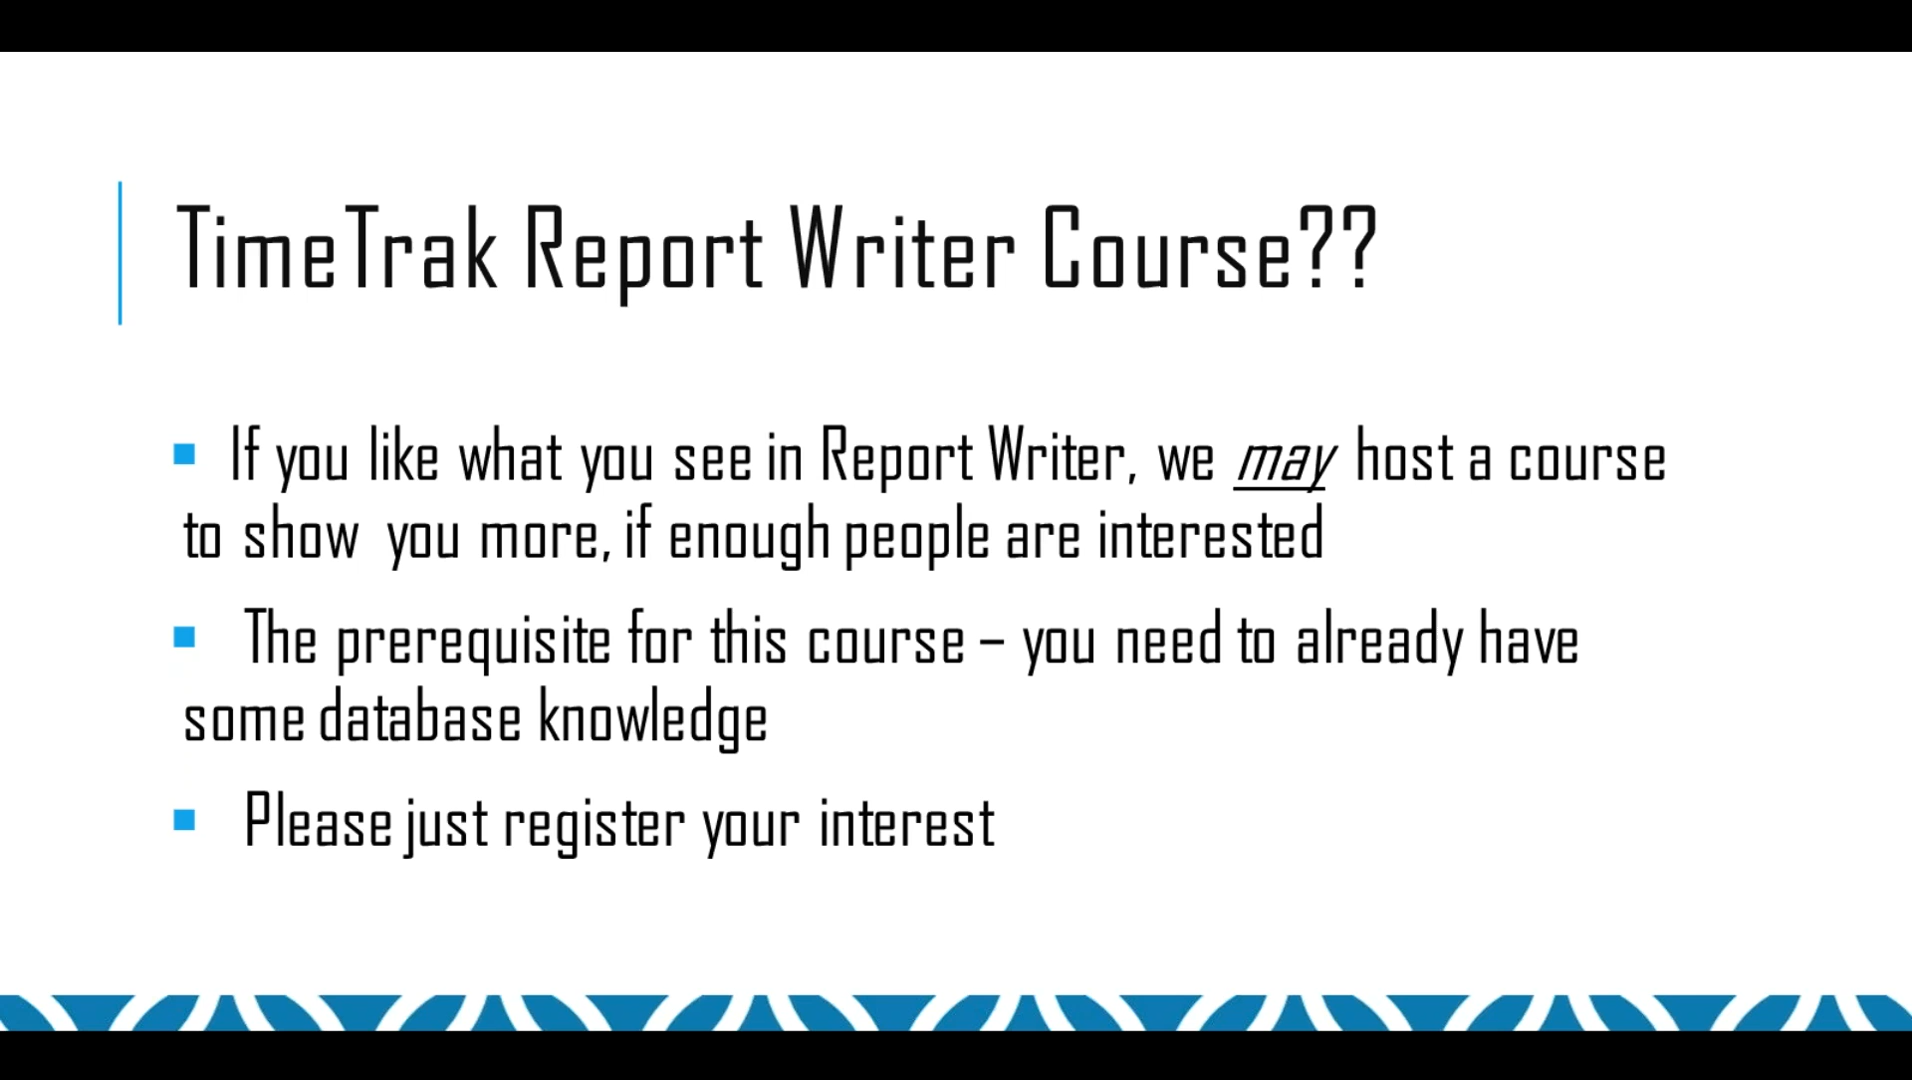 TimeTrak Report Writer Course??
▪ If you like what you see in Report Writer, we may host a course
to show you more, if enough people are interested
▪ The prerequisite for this course – you need to already have
some database knowledge
▪ Please just register your interest